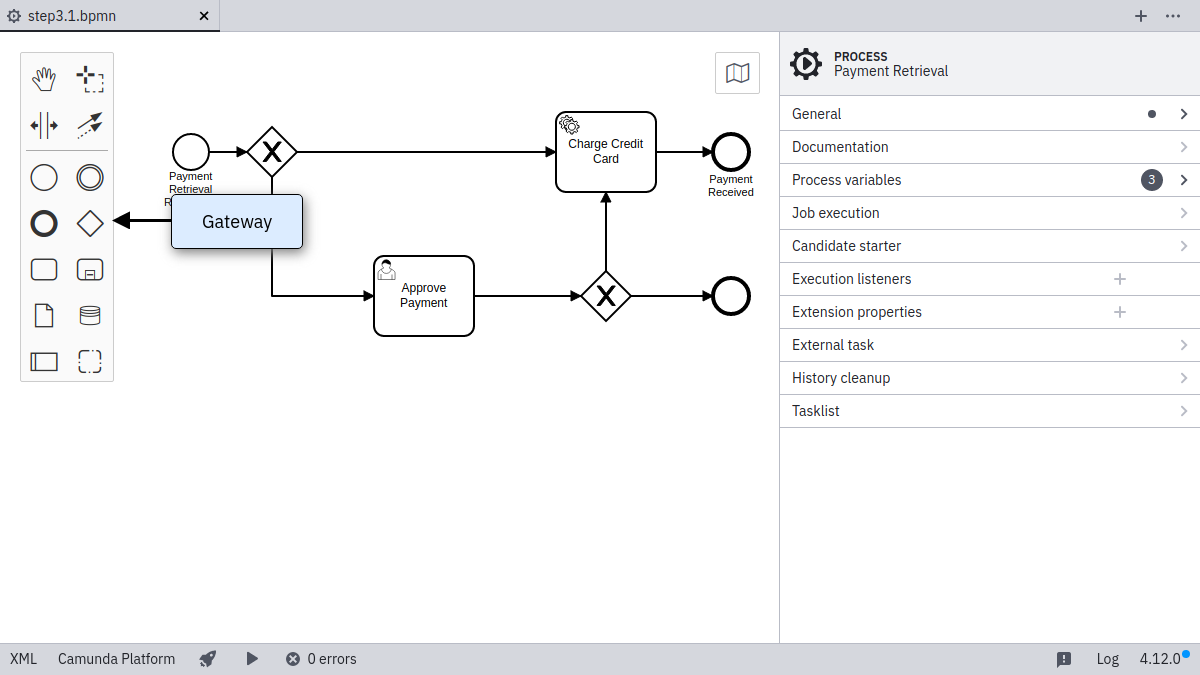 step3.1.bpmn
PROCESS
Payment Retrieval
General
Documentation
Process variables
3
Job execution
Candidate starter
Execution listeners
Extension properties
External task
History cleanup
Tasklist
Payment
Retrieval
R
Gateway
Charge Credit
Card
Payment
Received
Approve
Payment
XML
Camunda Platform
0 errors
Log
4.12.0